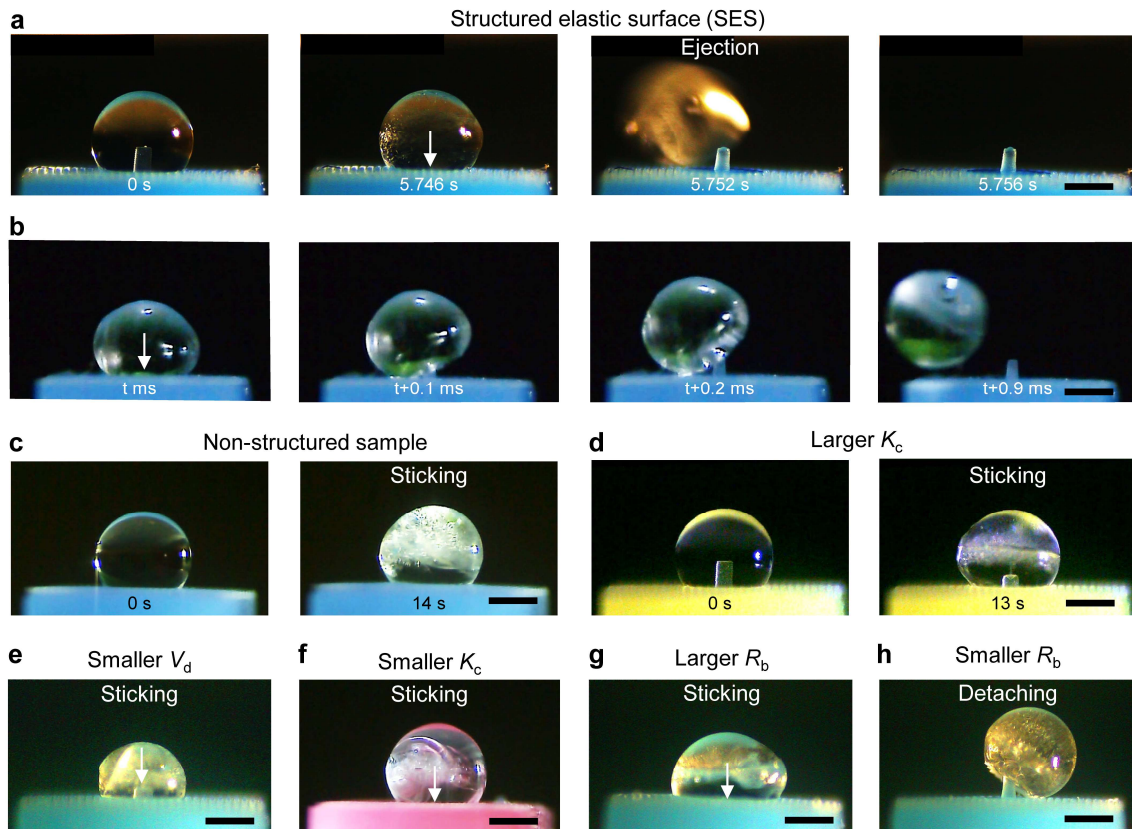 a
Structured elastic surface (SES)
Ejection
0 s
5.746 s
5.752 s
5.756 s
b
t ms
t+0.1 ms
t+0.2 ms
t+0.9 ms
c
Non-structured sample
d
Larger Kc
Sticking
Sticking
0 s
14 s
0 s
13 s
e
Smaller Vd
f
Smaller Kc
g
Larger Rb
h
Smaller Rb
Sticking
Sticking
Sticking
Detaching